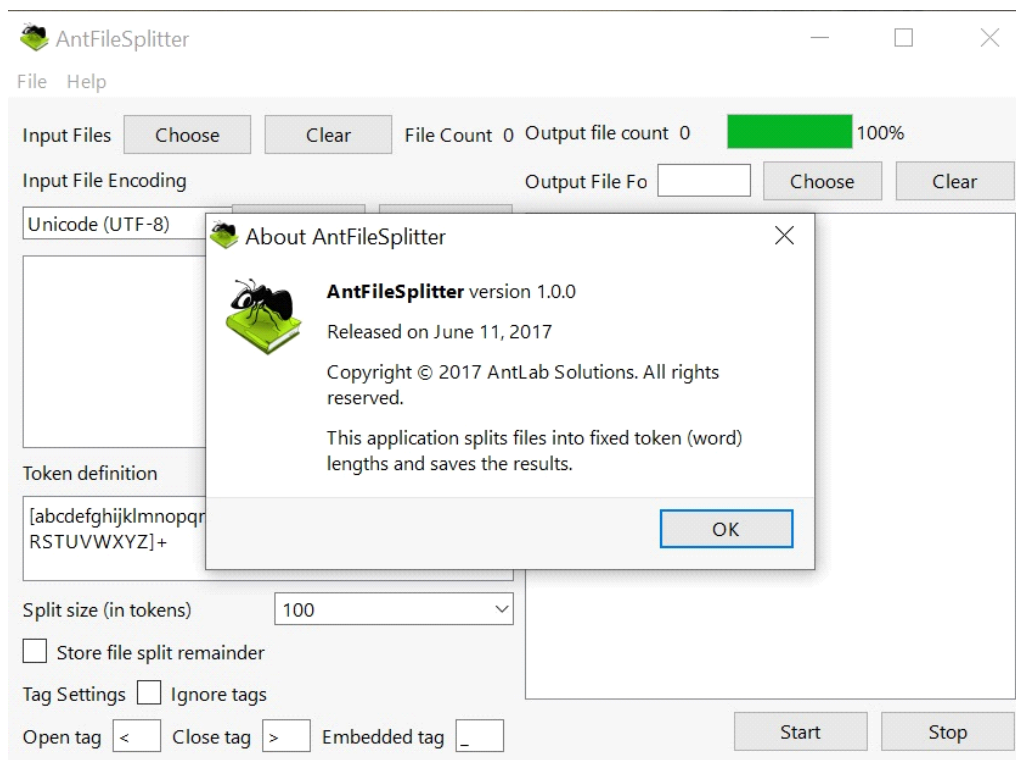 AntFileSplitter
File Help
Input Files Choose Clear File Count 0 Output file count 0 100%
Input File Encoding Output File Fo Choose Clear
Unicode (UTF-8)
About AntFileSplitter
AntFileSplitter version 1.0.0
Released on June 11, 2017
Copyright © 2017 AntLab Solutions. All rights
reserved.
This application splits files into fixed token (word)
lengths and saves the results.
OK
Token definition
[abcdefghijklmnopqr
RSTUVWXYZ]+
Split size (in tokens) 100
Store file split remainder
Tag Settings Ignore tags
Open tag < Close tag > Embedded tag _
Start Stop